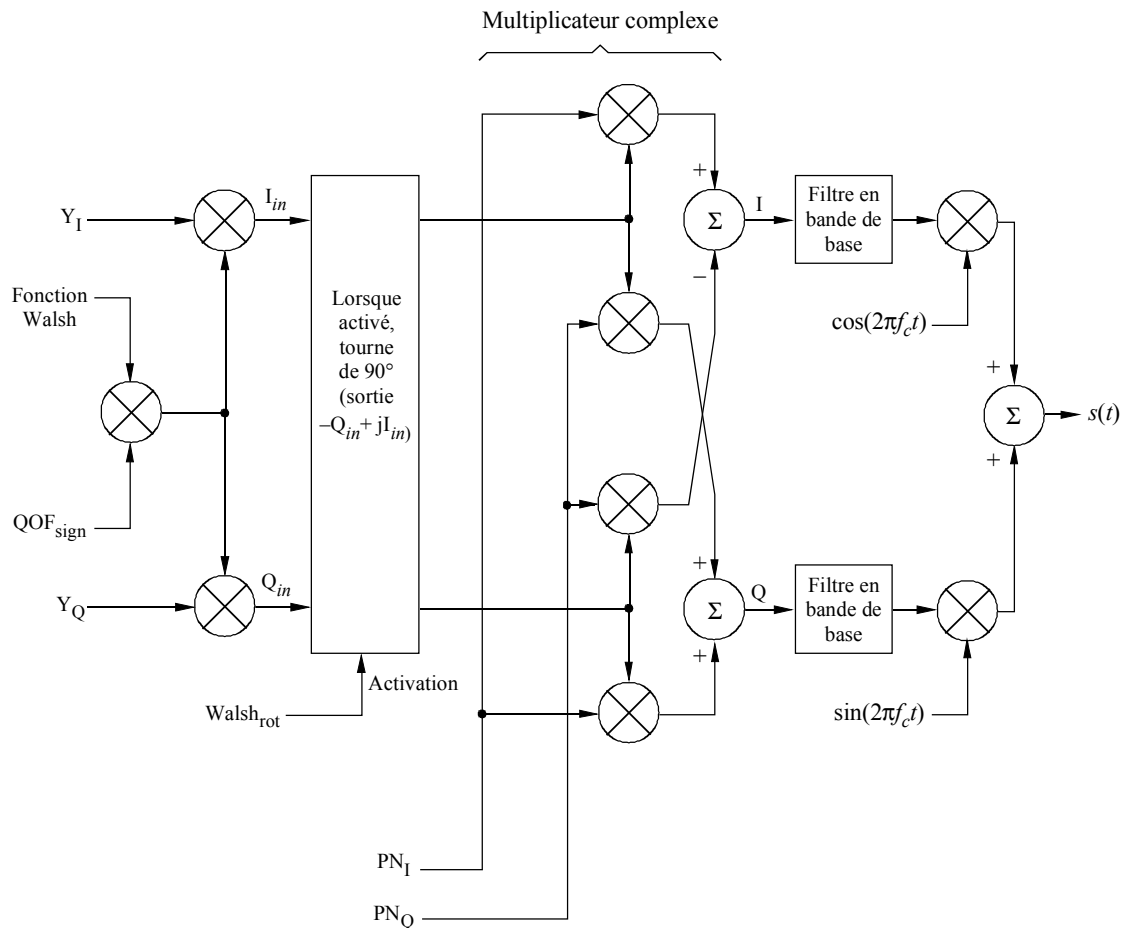 Multiplicateur complexe
Y_I
I_in
Fonction
Walsh
QOF_sign
Y_Q
Q_in
Lorsque
activé,
tourne
de 90°
(sortie
–Q_in + jI_in)
Activation
Walsh_rot
PN_I
PN_Q
+
Σ
–
I
Filtre en
bande de
base
cos(2πf_c t)
+
Σ
+
s(t)
+
Σ
+
Q
Filtre en
bande de
base
sin(2πf_c t)